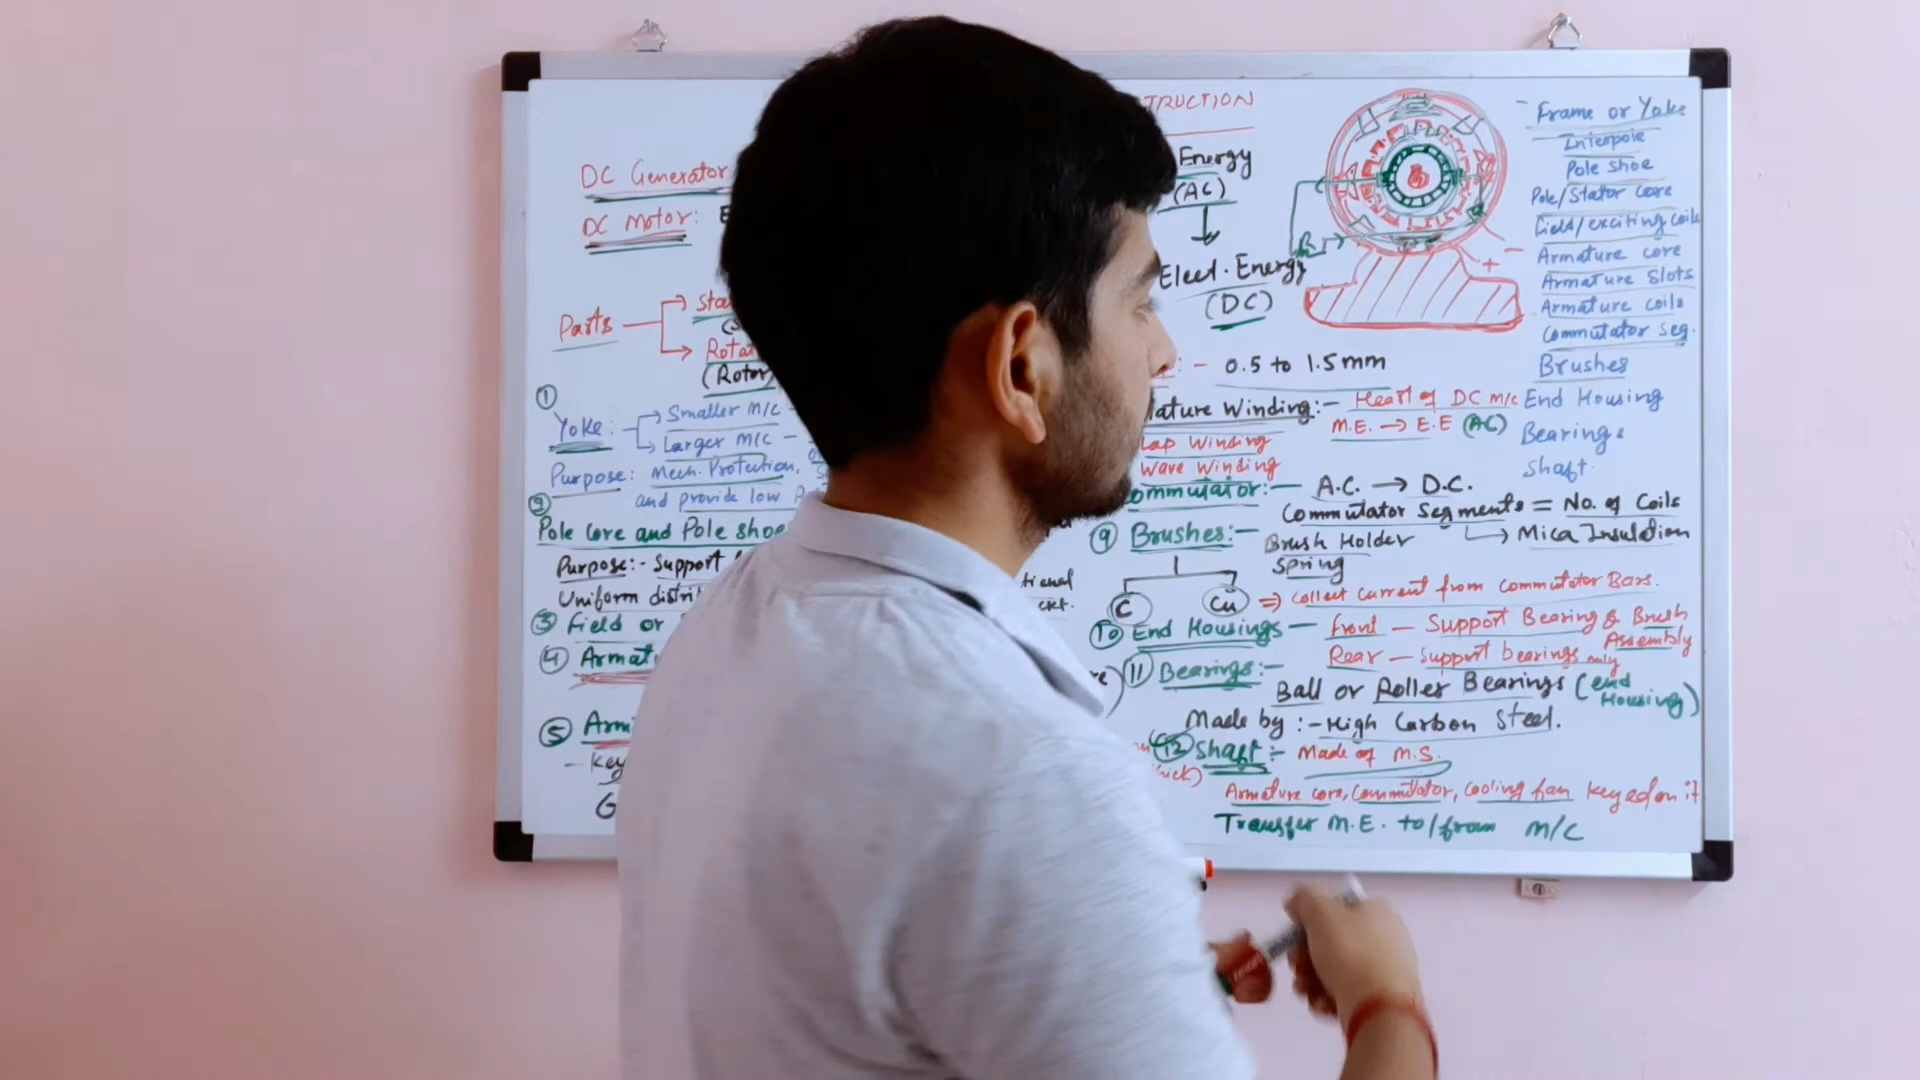 TRUCTION
DC Generator
DC Motor:
Parts
(Rotor)
①
Yoke:
Smaller M/C -
Larger M/C -
Purpose: Mech. Protection,
and provide low
②
Pole core and Pole shoe
Purpose:- Support
Uniform
③ Field or
④
⑤
- Key
G
Energy
(AC)
Elect. Energy
(DC)
- 0.5 to 1.5 mm
ature Winding:- Heart of DC m/c
M.E. → E.E (AC)
Lap Winding
Wave Winding
ommutator:- A.C. → D.C.
Commutator Segments = No. of Coils
→ Mica Insulation
⑨ Brushes:- Brush Holder
Spring
C Cu ⇒ Collect Current from Commutator Bars.
⑩ End Housings - front - Support Bearing & Brush Assembly
Rear - Support bearings only
⑪ Bearings:-
Ball or Roller Bearings (end Housing)
Made by :- High Carbon Steel.
⑫ Shaft:- Made of M.S.
Armature core, Commutator, Cooling fan keyed on it
Transfer M.E. to/from M/C
+
-
Frame or Yoke
Interpole
Pole shoe
Pole/Stator Core
Field/exciting coils
Armature core
Armature Slots
Armature coils
Commutator Seg.
Brushes
End Housing
Bearings
Shaft.